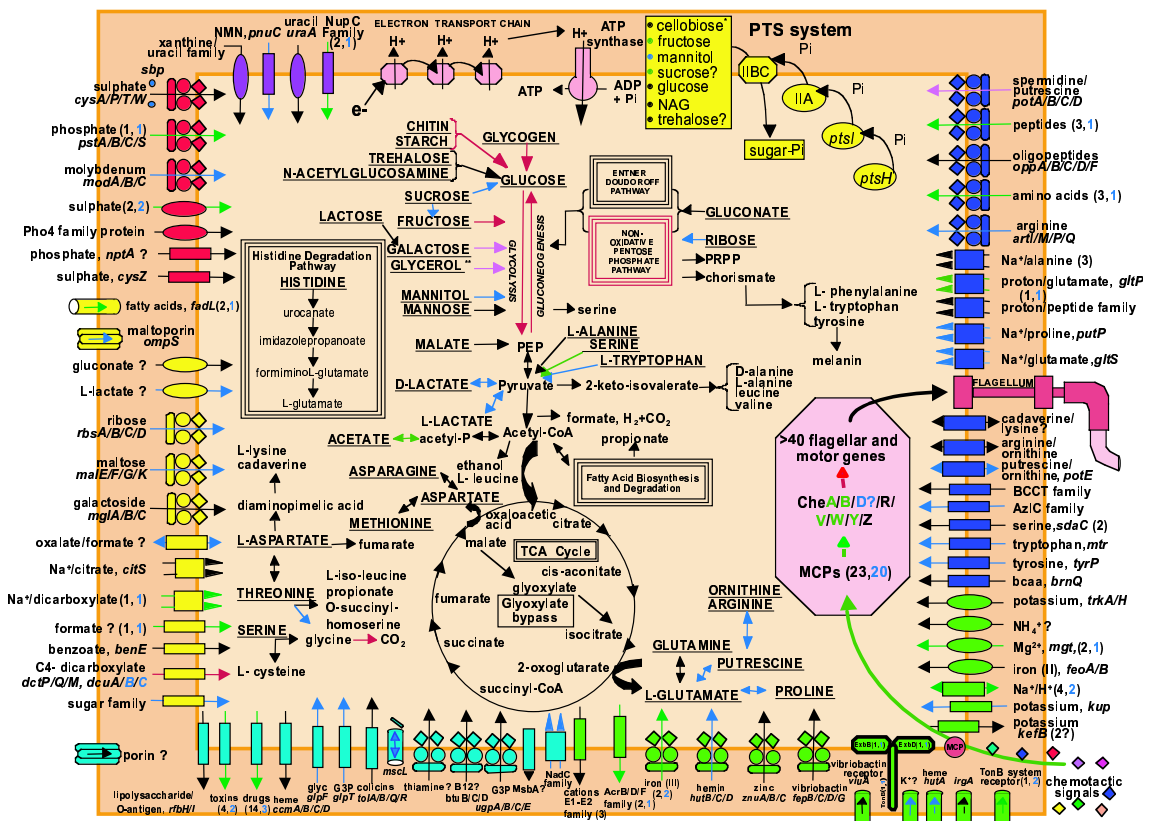 NMN, pnuC
uracil
uraA
NupC
Family
(2,1)
xanthine/
uracil family
ELECTRON TRANSPORT CHAIN
H+
H+
H+
e-
H+
ATP
synthase
ATP
ADP
+ Pi
cellobiose*
fructose
mannitol
sucrose?
glucose
NAG
trehalose?
PTS system
IIBC
Pi
IIA
Pi
ptsI
Pi
ptsH
sugar-Pi
sbp
sulphate
cysA/P/T/W
phosphate (1,1)
pstA/B/C/S
molybdenum
modA/B/C
sulphate(2,2)
Pho4 family protein
phosphate, nptA ?
sulphate, cysZ
fatty acids, fadL(2,1)
maltoporin
ompS
gluconate ?
L-lactate ?
ribose
rbsA/B/C/D
maltose
malE/F/G/K
galactoside
mglA/B/C
oxalate/formate ?
Na+/citrate, citS
Na+/dicarboxylate (1,1)
formate ? (1,1)
benzoate, benE
C4- dicarboxylate
dctP/Q/M, dcuA/B/C
sugar family
porin ?
CHITIN
STARCH
GLYCOGEN
TREHALOSE
N-ACETYLGLUCOSAMINE
GLUCOSE
SUCROSE
LACTOSE
FRUCTOSE
GALACTOSE
GLYCEROL**
MANNITOL
MANNOSE
MALATE
GLYCOLYSIS
GLUCONEOGENESIS
ENTNER
DOUDOROFF
PATHWAY
NON-
OXIDATIVE
PENTOSE
PHOSPHATE
PATHWAY
GLUCONATE
RIBOSE
PRPP
chorismate
L- phenylalanine
L- tryptophan
tyrosine
melanin
Histidine Degradation
Pathway
HISTIDINE
urocanate
imidazolepropanoate
formiminoL-glutamate
L-glutamate
serine
PEP
L-ALANINE
SERINE
L-TRYPTOPHAN
D-LACTATE
Pyruvate
2-keto-isovalerate
D-alanine
L-alanine
leucine
valine
L-LACTATE
formate, H2+CO2
ACETATE
acetyl-P
Acetyl-CoA
propionate
ethanol
L- leucine
Fatty Acid Biosynthesis
and Degradation
L-lysine
cadaverine
diaminopimelic acid
ASPARAGINE
ASPARTATE
METHIONINE
L-ASPARTATE
fumarate
THREONINE
L-iso-leucine
propionate
O-succinyl-
homoserine
SERINE
glycine
CO2
L- cysteine
oxaloacetic
acid
citrate
malate
TCA Cycle
cis-aconitate
glyoxylate
fumarate
Glyoxylate
bypass
isocitrate
succinate
2-oxoglutarate
succinyl-CoA
ORNITHINE
ARGININE
GLUTAMINE
PUTRESCINE
L-GLUTAMATE
PROLINE
>40 flagellar and
motor genes
CheA/B/D?/R/
V/W/Y/Z
MCPs (23,20)
spermidine/
putrescine
potA/B/C/D
peptides (3,1)
oligopeptides
oppA/B/C/D/F
amino acids (3,1)
arginine
artI/M/P/Q
Na+/alanine (3)
proton/glutamate, gltP
(1,1)
proton/peptide family
Na+/proline, putP
Na+/glutamate,gltS
FLAGELLUM
cadaverine/
lysine?
arginine/
ornithine
putrescine/
ornithine, potE
BCCT family
AzlC family
serine,sdaC (2)
tryptophan,mtr
tyrosine, tyrP
bcaa, brnQ
potassium, trkA/H
NH4+?
Mg2+, mgt,(2,1)
iron (II), feoA/B
Na+/H+(4,2)
potassium, kup
potassium
kefB (2?)
chemotactic
signals
lipolysaccharide/
O-antigen, rfbH/I
toxins
(4,2)
drugs
(14,3)
heme
ccmA/B/C/D
glyc
glpF
G3P
glpT
colicins
tolA/B/Q/R
mscL
thiamine?
B12?
btuB/C/D
G3P
ugpA/B/C/E
MsbA?
NadC
family
cations
E1-E2
family (3)
AcrB/D/F
family (2,1)
iron (III)
(2,2)
hemin
hutB/C/D
zinc
znuA/B/C
vibriobactin
fepB/C/D/G
vibriobactin
receptor
viuA
ExbB(1,1)
ExbD(1,1)
TonB(1,1)
MCP
K+?
heme
hutA
irgA
TonB system
receptor(1,2)